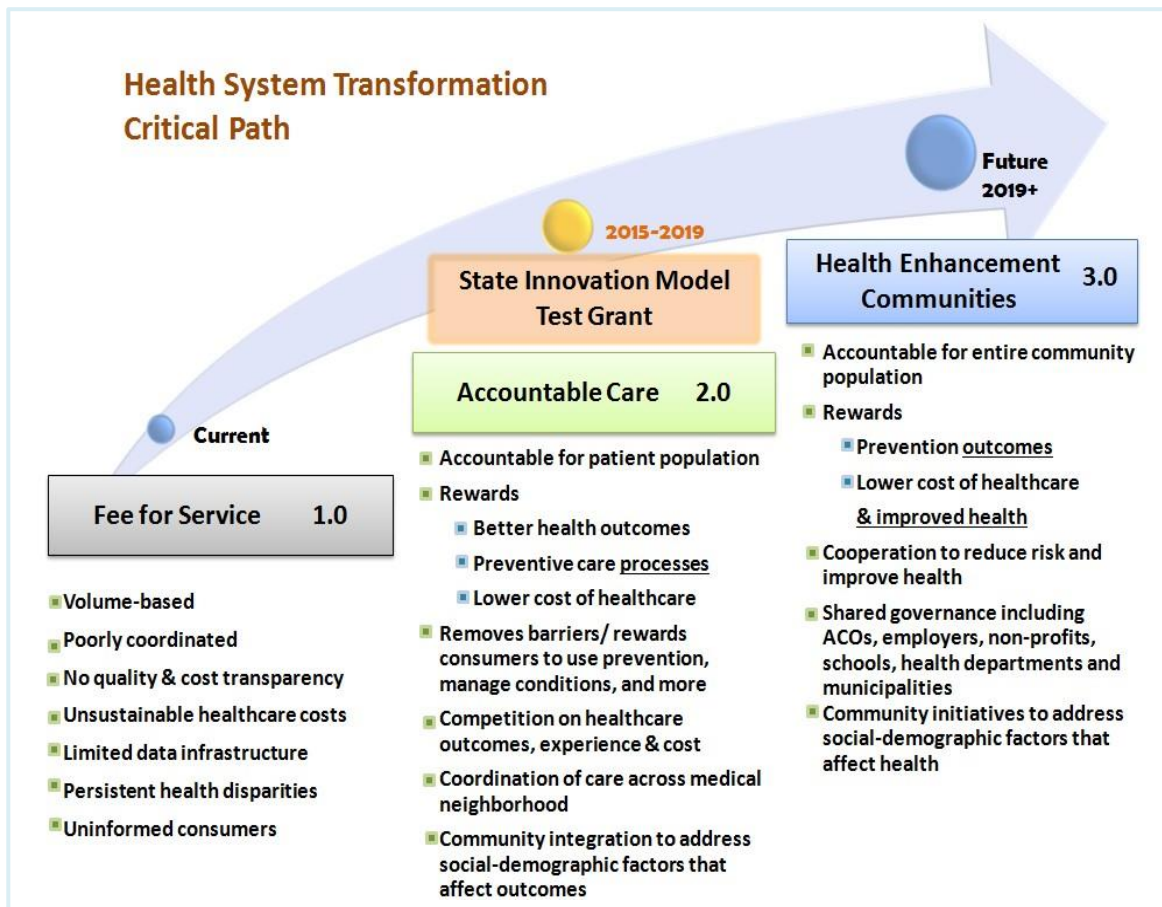 Health System Transformation
Critical Path
Future
2019+
2015-2019
State Innovation Model
Test Grant
Health Enhancement 3.0
Communities
Accountable Care 2.0
Current
Fee for Service 1.0
Volume-based
Poorly coordinated
No quality & cost transparency
Unsustainable healthcare costs
Limited data infrastructure
Persistent health disparities
Uninformed consumers
Accountable for patient population
Rewards
Better health outcomes
Preventive care processes
Lower cost of healthcare
Removes barriers/ rewards
consumers to use prevention,
manage conditions, and more
Competition on healthcare
outcomes, experience & cost
Coordination of care across medical
neighborhood
Community integration to address
social-demographic factors that
affect outcomes
Accountable for entire community
population
Rewards
Prevention outcomes
Lower cost of healthcare
& improved health
Cooperation to reduce risk and
improve health
Shared governance including
ACOs, employers, non-profits,
schools, health departments and
municipalities
Community initiatives to address
social-demographic factors that
affect health